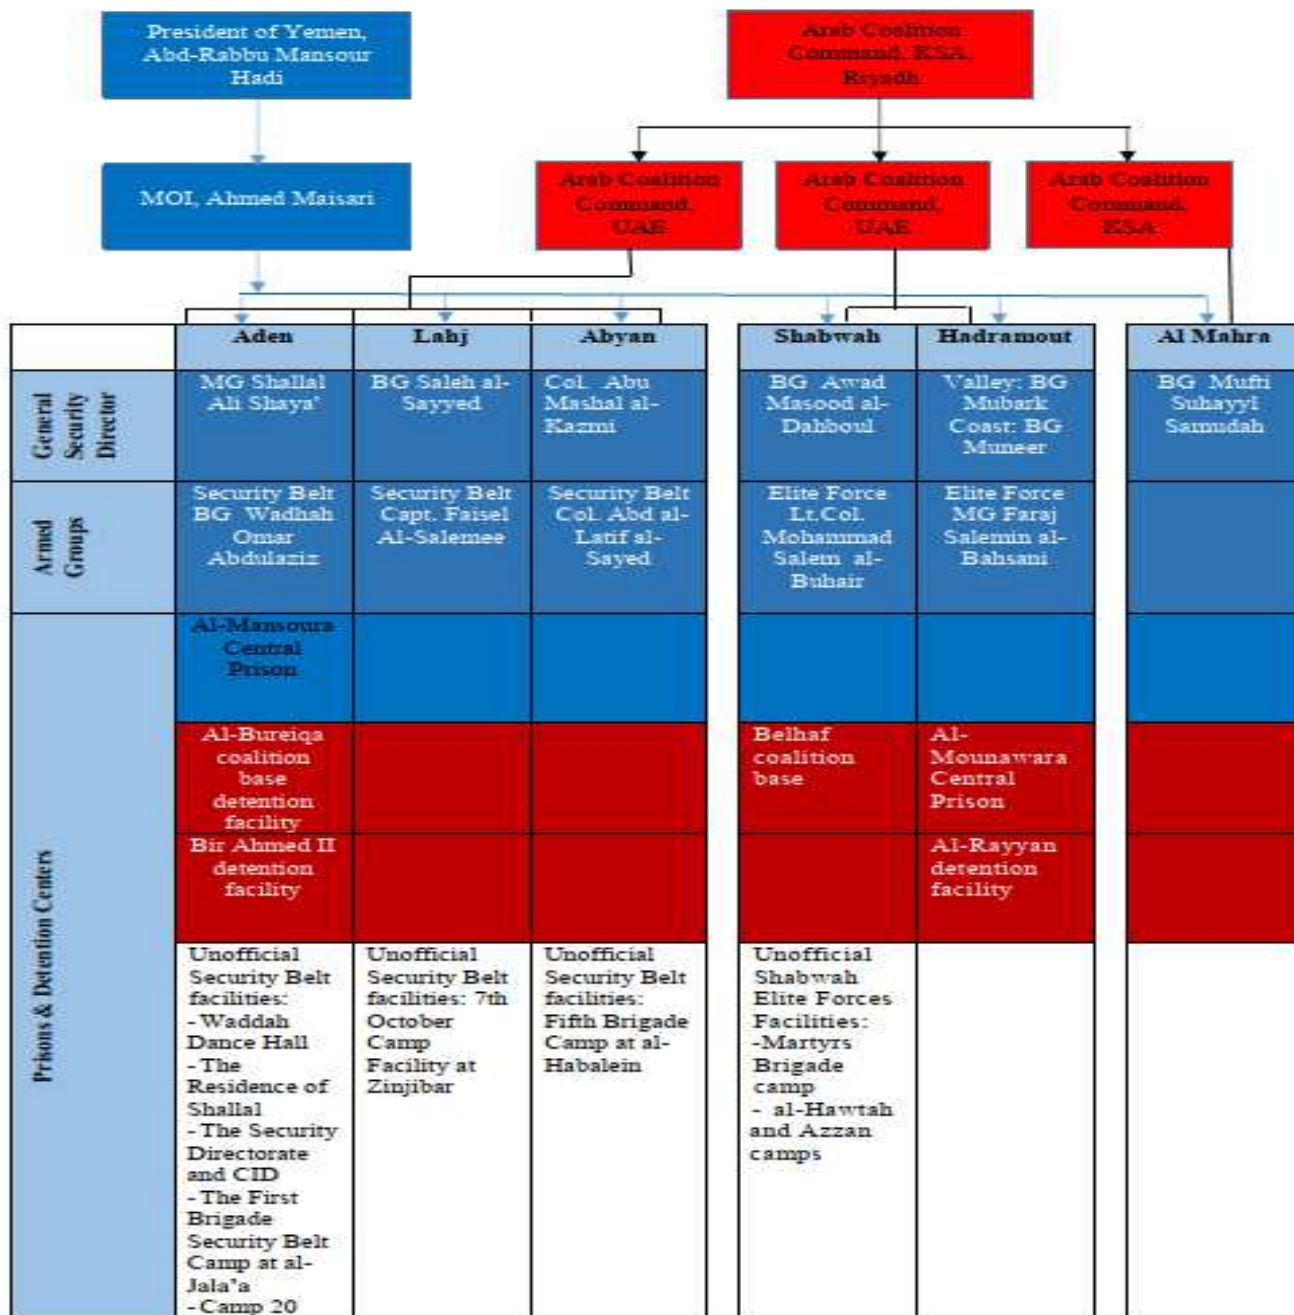 President of Yemen,
Abd-Rabbu Mansour
Hadi
Arab Coalition
Command, KSA,
Riyadh
MOI, Ahmed Maisari
Arab Coalition
Command,
UAE
Arab Coalition
Command,
UAE
Arab Coalition
Command,
KSA
Aden
Lahj
Abyan
Shabwah
Hadramout
Al Mahra
General
Security
Director
MG Shallal
Ali Shaya'
BG Saleh al-
Sayyed
Col. Abu
Mashal al-
Kazmi
BG Awad
Masood al-
Dahboul
Valley: BG
Mubark
Coast: BG
Muneer
BG Mufti
Suhayyl
Samudah
Armed
Groups
Security Belt
BG Wadhah
Omar
Abdulaziz
Security Belt
Capt. Faisel
Al-Salemee
Security Belt
Col. Abd al-
Latif al-
Sayed
Elite Force
Lt.Col.
Mohammad
Salem al-
Buhair
Elite Force
MG Faraj
Salemin al-
Bahsani
Prisons & Detention Centers
Al-Mansoura
Central
Prison
Al-Bureiqa
coalition
base
detention
facility
Belhaf
coalition
base
Al-
Mounawara
Central
Prison
Bir Ahmed II
detention
facility
Al-Rayyan
detention
facility
Unofficial
Security Belt
facilities:
- Waddah
Dance Hall
- The
Residence of
Shallal
- The Security
Directorate
and CID
- The First
Brigade
Security Belt
Camp at al-
Jala'a
- Camp 20
Unofficial
Security Belt
facilities: 7th
October
Camp
Facility at
Zinjibar
Unofficial
Security Belt
facilities:
Fifth Brigade
Camp at al-
Habalein
Unofficial
Shabwah
Elite Forces
Facilities:
-Martyrs
Brigade
camp
- al-Hawtah
and Azzan
camps